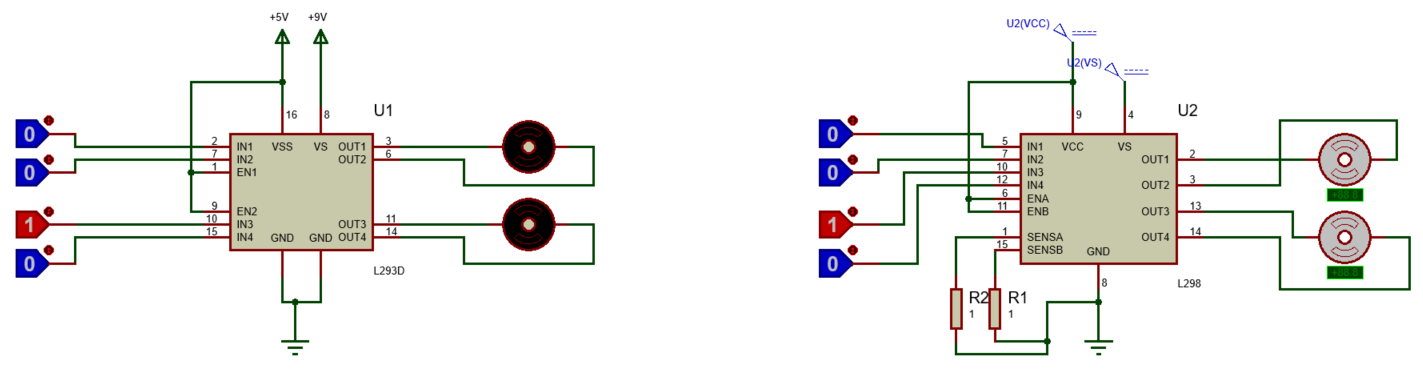 +5V +9V
U1
16 8
0 2 IN1 VSS VS OUT1 3
0 7 IN2 OUT2 6
1 EN1
9 EN2
1 10 IN3 OUT3 11
0 15 IN4 GND GND OUT4 14
L293D
U2(VCC)
U2(VS)
U2
9 4
0 5 IN1 VCC VS
0 7 IN2 OUT1 2
1 10 IN3
0 12 IN4 OUT2 3
6 ENA
11 ENB OUT3 13
1 SENSA OUT4 14
15 SENSB GND
8 L298
R2 R1
1 1